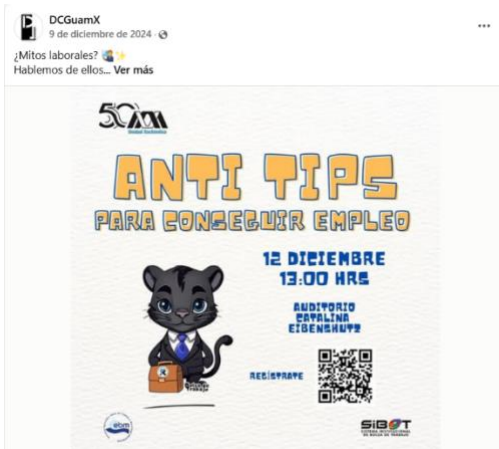 DCGuamX
9 de diciembre de 2024 ·
¿Mitos laborales?
Hablemos de ellos... Ver más
ANTI TIPS
PARA CONSEGUIR EMPLEO
12 DICIEMBRE
13:00 HRS
AUDITORIO
CATALINA
EIBENSHUTZ
REGÍSTRATE
ebm
SiBOT